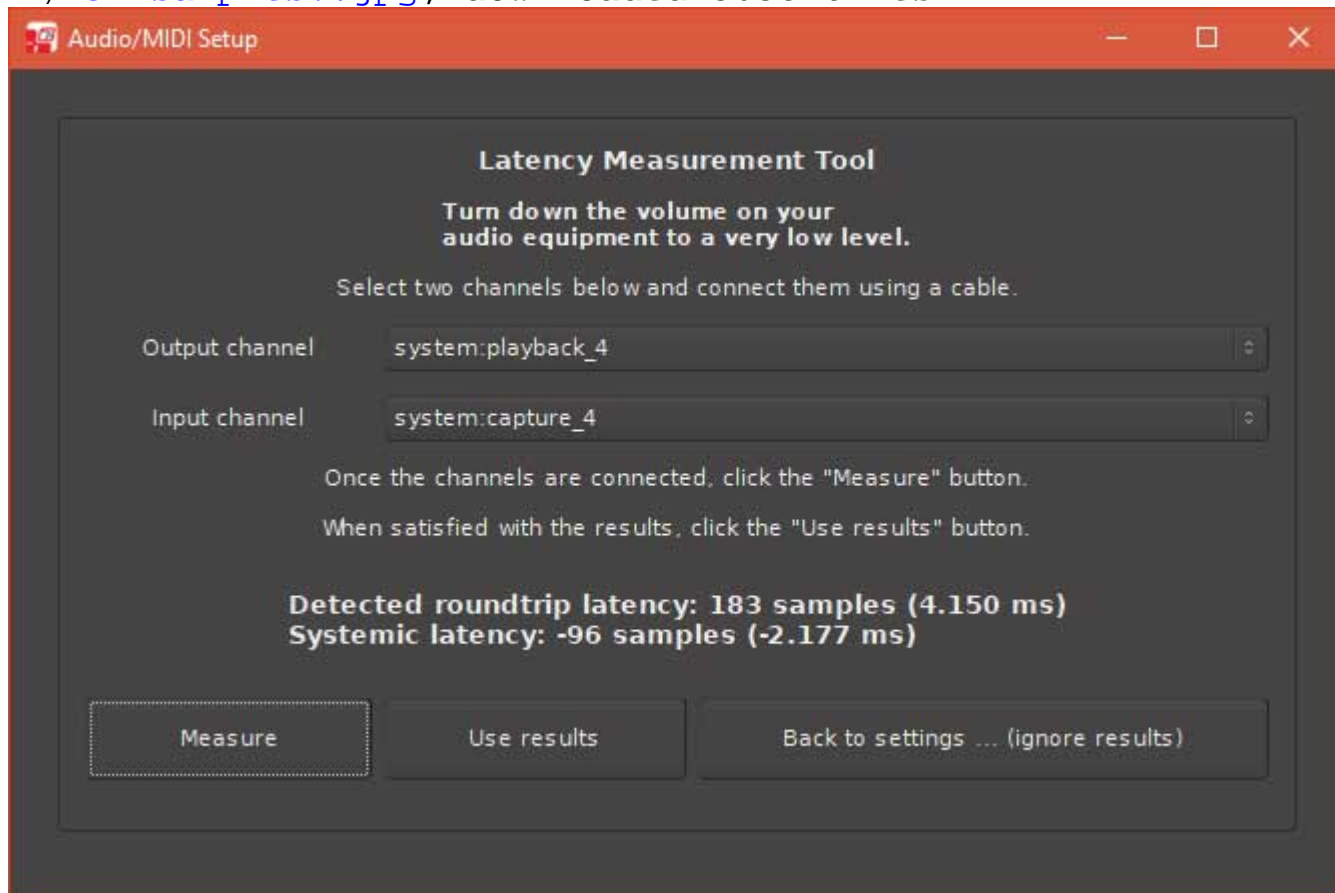 Audio/MIDI Setup
Latency Measurement Tool
Turn down the volume on your
audio equipment to a very low level.
Select two channels below and connect them using a cable.
Output channel system:playback_4
Input channel system:capture_4
Once the channels are connected, click the "Measure" button.
When satisfied with the results, click the "Use results" button.
Detected roundtrip latency: 183 samples (4.150 ms)
Systemic latency: -96 samples (-2.177 ms)
Measure Use results Back to settings ... (ignore results)